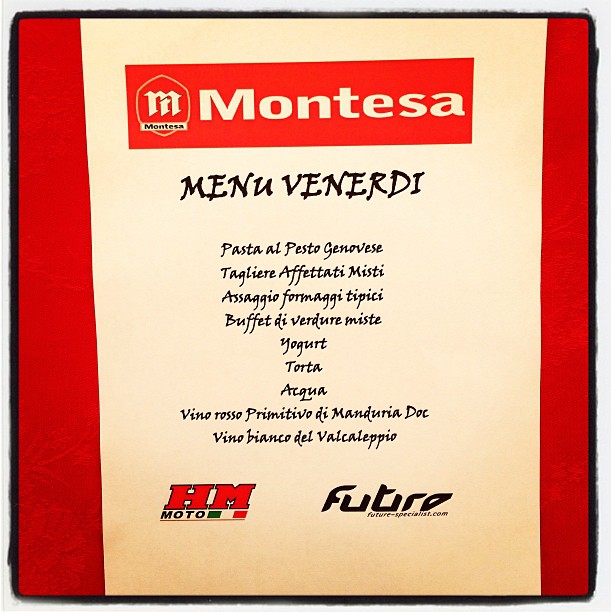 m
Montesa
Montesa
MENU VENERDI
Pasta al Pesto Genovese
Tagliere Affettati Misti
Assaggio formaggi tipici
Buffet di verdure miste
Yogurt
Torta
Acqua
Vino rosso Primitivo di Manduria Doc
Vino bianco del Valcaleppio
HM
MOTO
Future
future-specialist.com